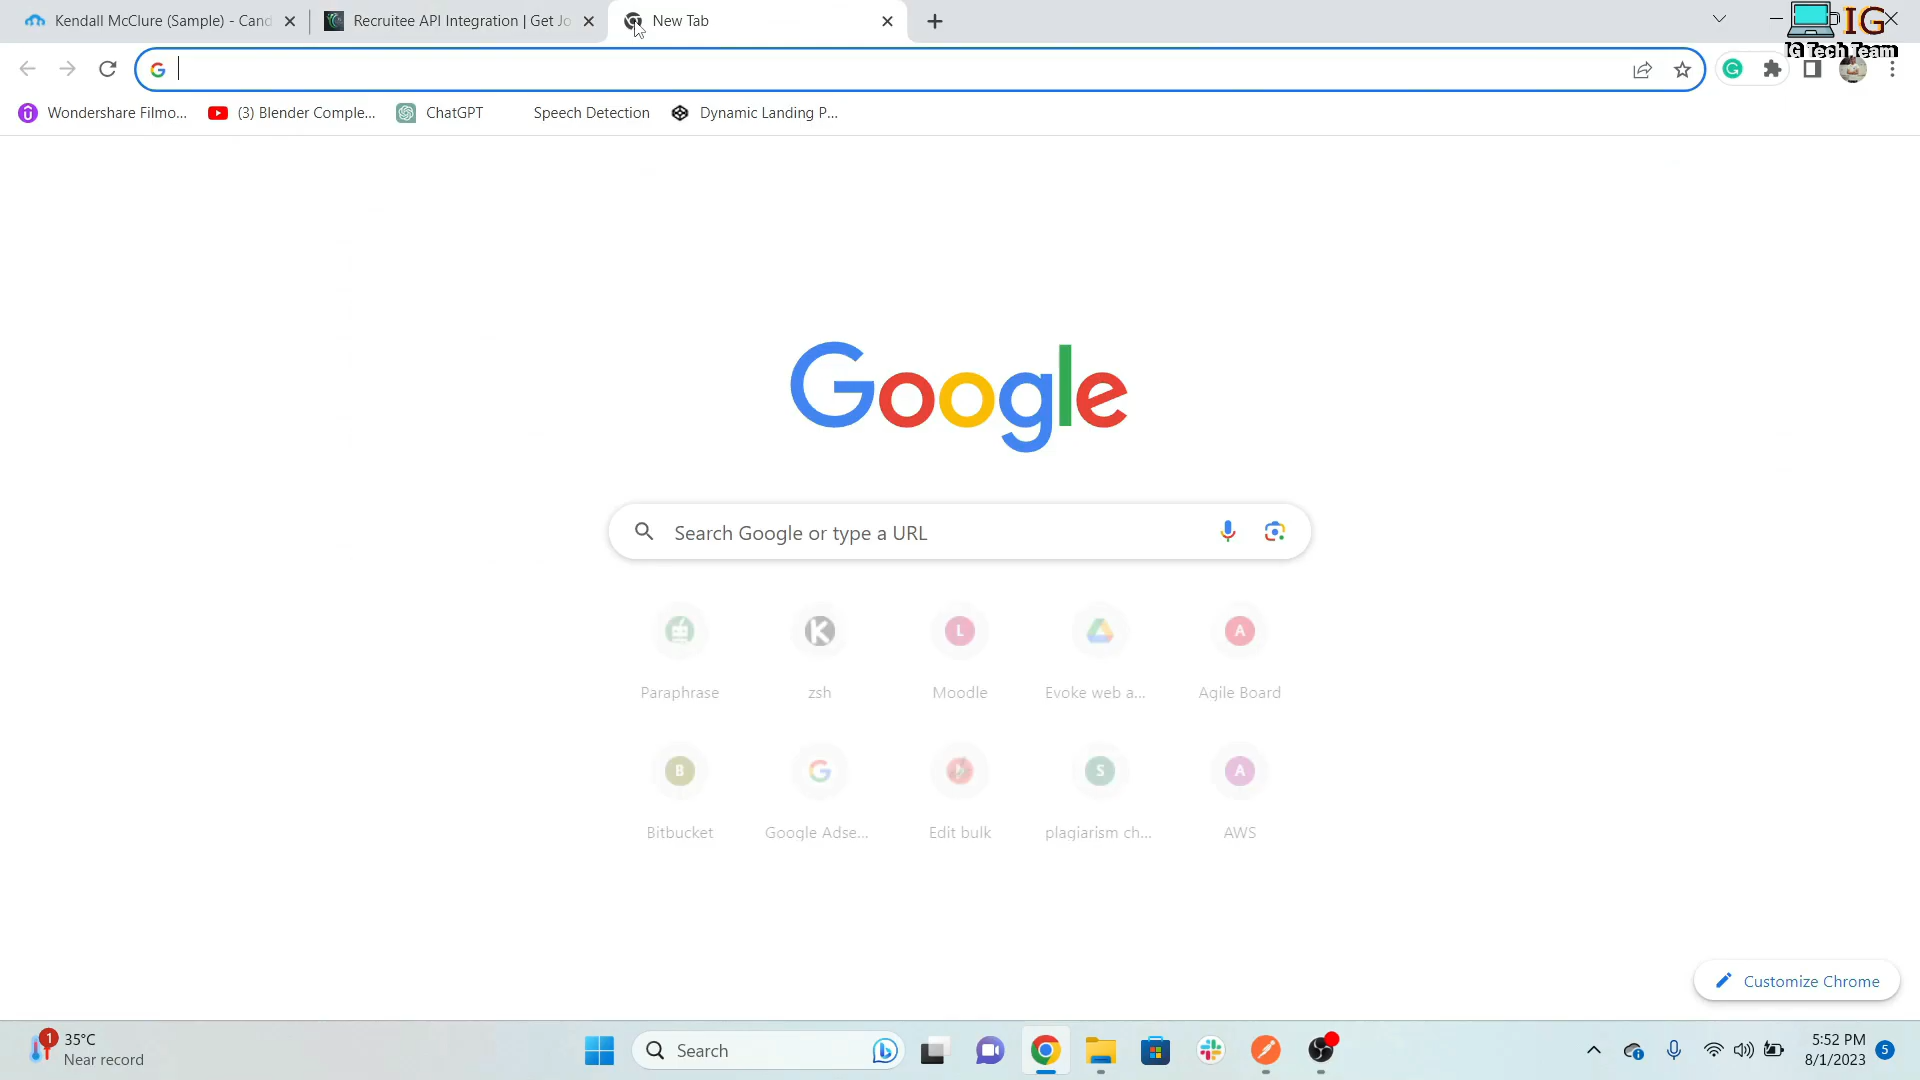 Kendall McClure (Sample) - Cand
Recruitee API Integration | Get Jo
New Tab
IG
IG Tech Team
Wondershare Filmo...
(3) Blender Comple...
ChatGPT
Speech Detection
Dynamic Landing P...
Google
Search Google or type a URL
L
A
Paraphrase
zsh
Moodle
Evoke web a...
Agile Board
B
S
A
Bitbucket
Google Adse...
Edit bulk
plagiarism ch...
AWS
Customize Chrome
1
35°C
Near record
Search
5:52 PM
8/1/2023
5